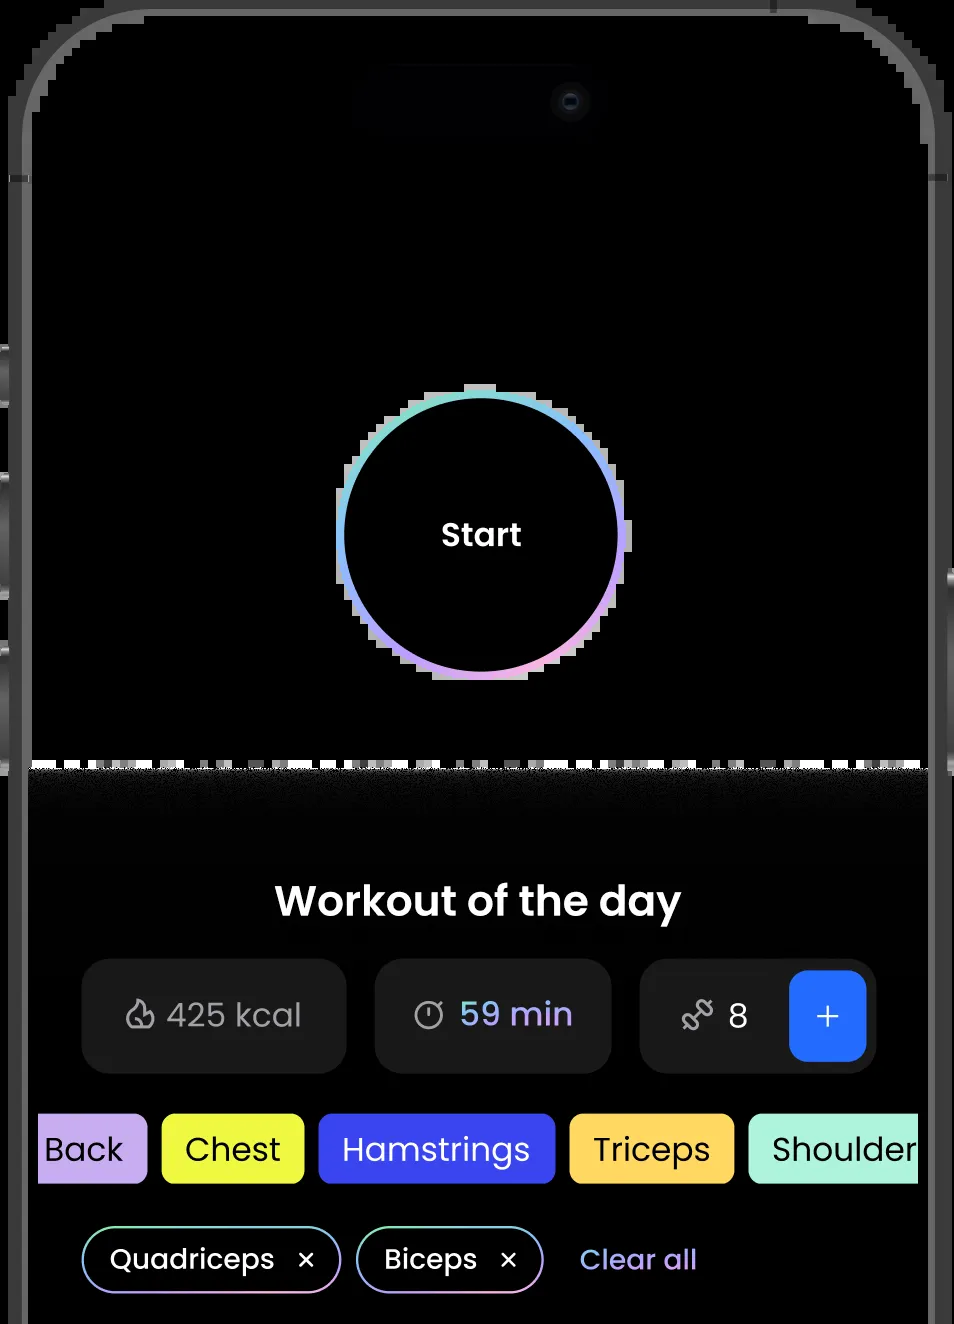 Start
Workout of the day
425 kcal 59 min 8 +
Back Chest Hamstrings Triceps Shoulder
Quadriceps × Biceps × Clear all